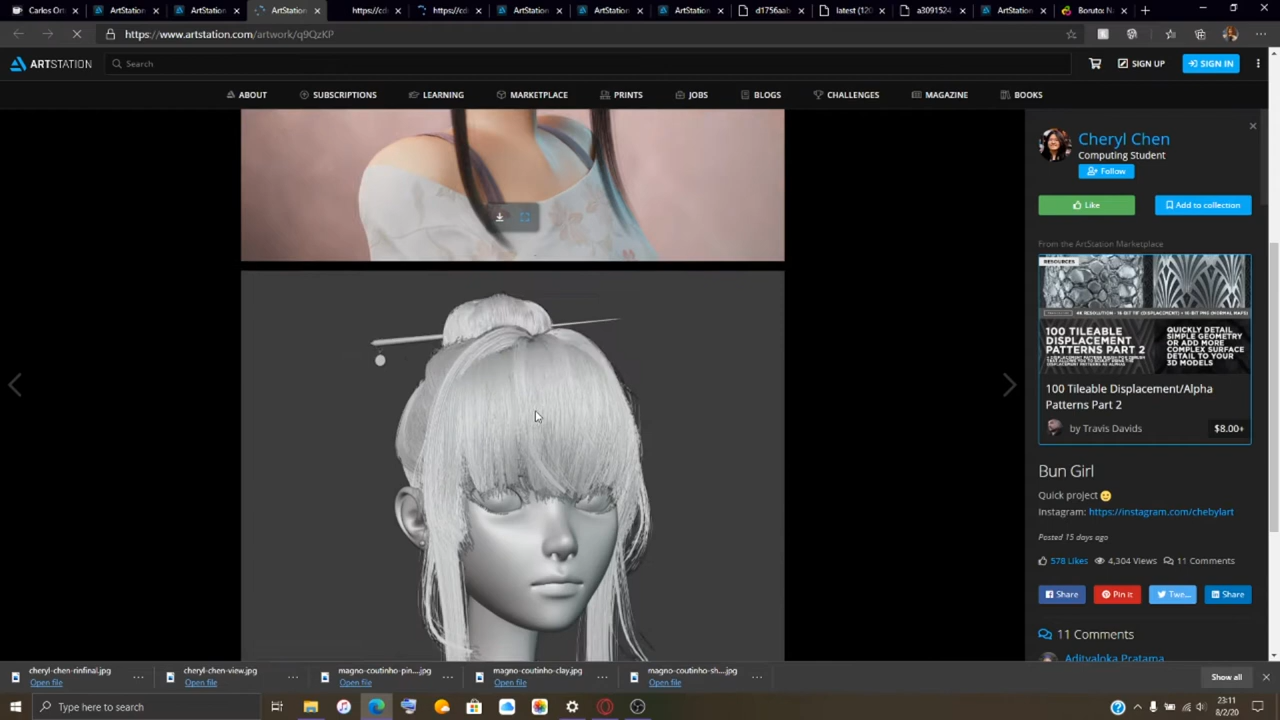 Carlos Ort
ArtStation
ArtStation
ArtStation
https://cd
https://cd
ArtStation
ArtStation
ArtStation
d1756aab
latest (120
a3091524
ArtStation
Boruto: N
https://www.artstation.com/artwork/q9QzKP
ARTSTATION
Search
SIGN UP
SIGN IN
ABOUT
SUBSCRIPTIONS
LEARNING
MARKETPLACE
PRINTS
JOBS
BLOGS
CHALLENGES
MAGAZINE
BOOKS
Cheryl Chen
Computing Student
Follow
Like
Add to collection
From the ArtStation Marketplace
RESOURCES
100 TILEABLE
DISPLACEMENT
PATTERNS PART 2
QUICKLY DETAIL
SIMPLE GEOMETRY
OR ADD MORE
COMPLEX SURFACE
DETAIL TO YOUR
3D MODELS
100 Tileable Displacement/Alpha
Patterns Part 2
by Travis Davids
$8.00+
Bun Girl
Quick project 🙂
Instagram: https://instagram.com/chebylart
Posted 15 days ago
578 Likes
4,304 Views
11 Comments
Share
Pin it
Twe...
Share
11 Comments
Adityaloka Pratama
cheryl-chen-rinfinal.jpg
Open file
cheryl-chen-view.jpg
Open file
magno-coutinho-pin....jpg
Open file
magno-coutinho-clay.jpg
Open file
magno-coutinho-sh....jpg
Open file
Show all
Type here to search
23:11
8/2/20